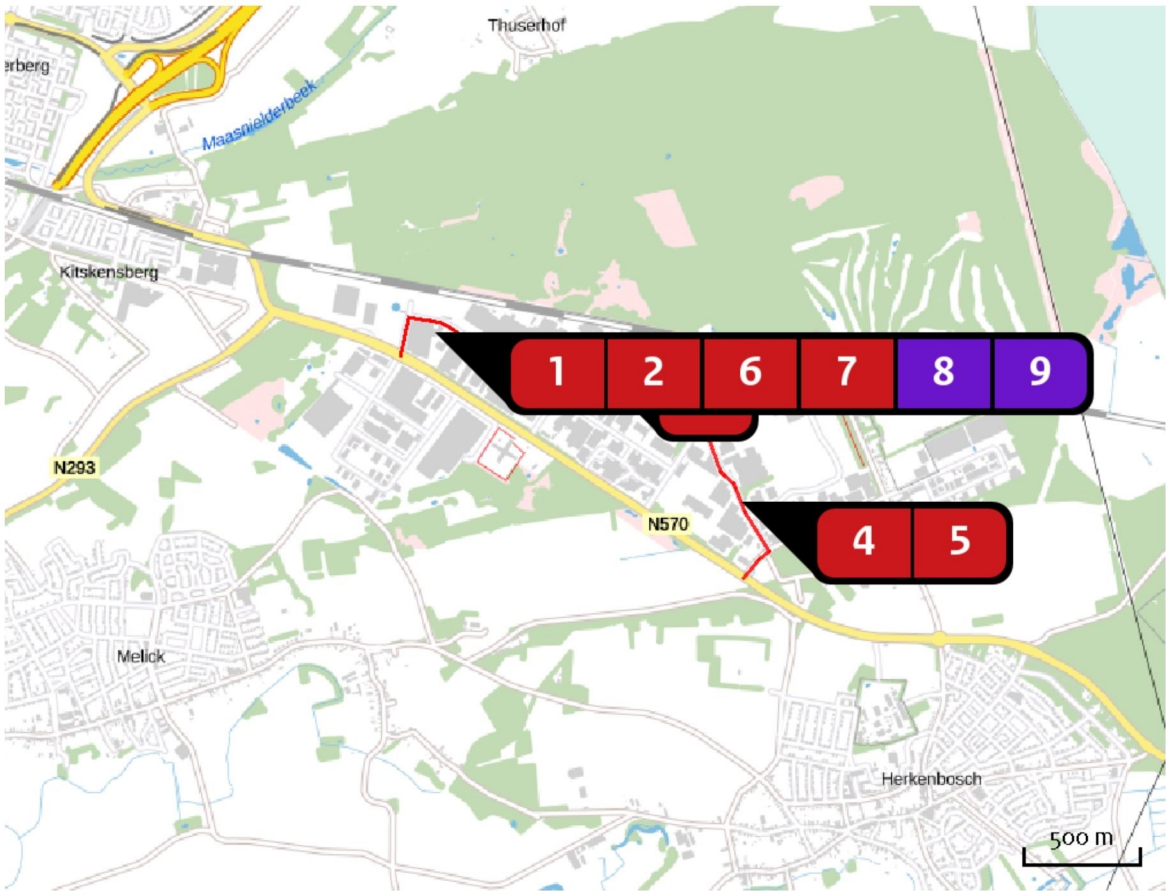 Thuserhof
erberg
Maasnielderbeek
Kitskensberg
1 2 6 7 8 9
N293
N570
4 5
Melick
Herkenbosch
500 m